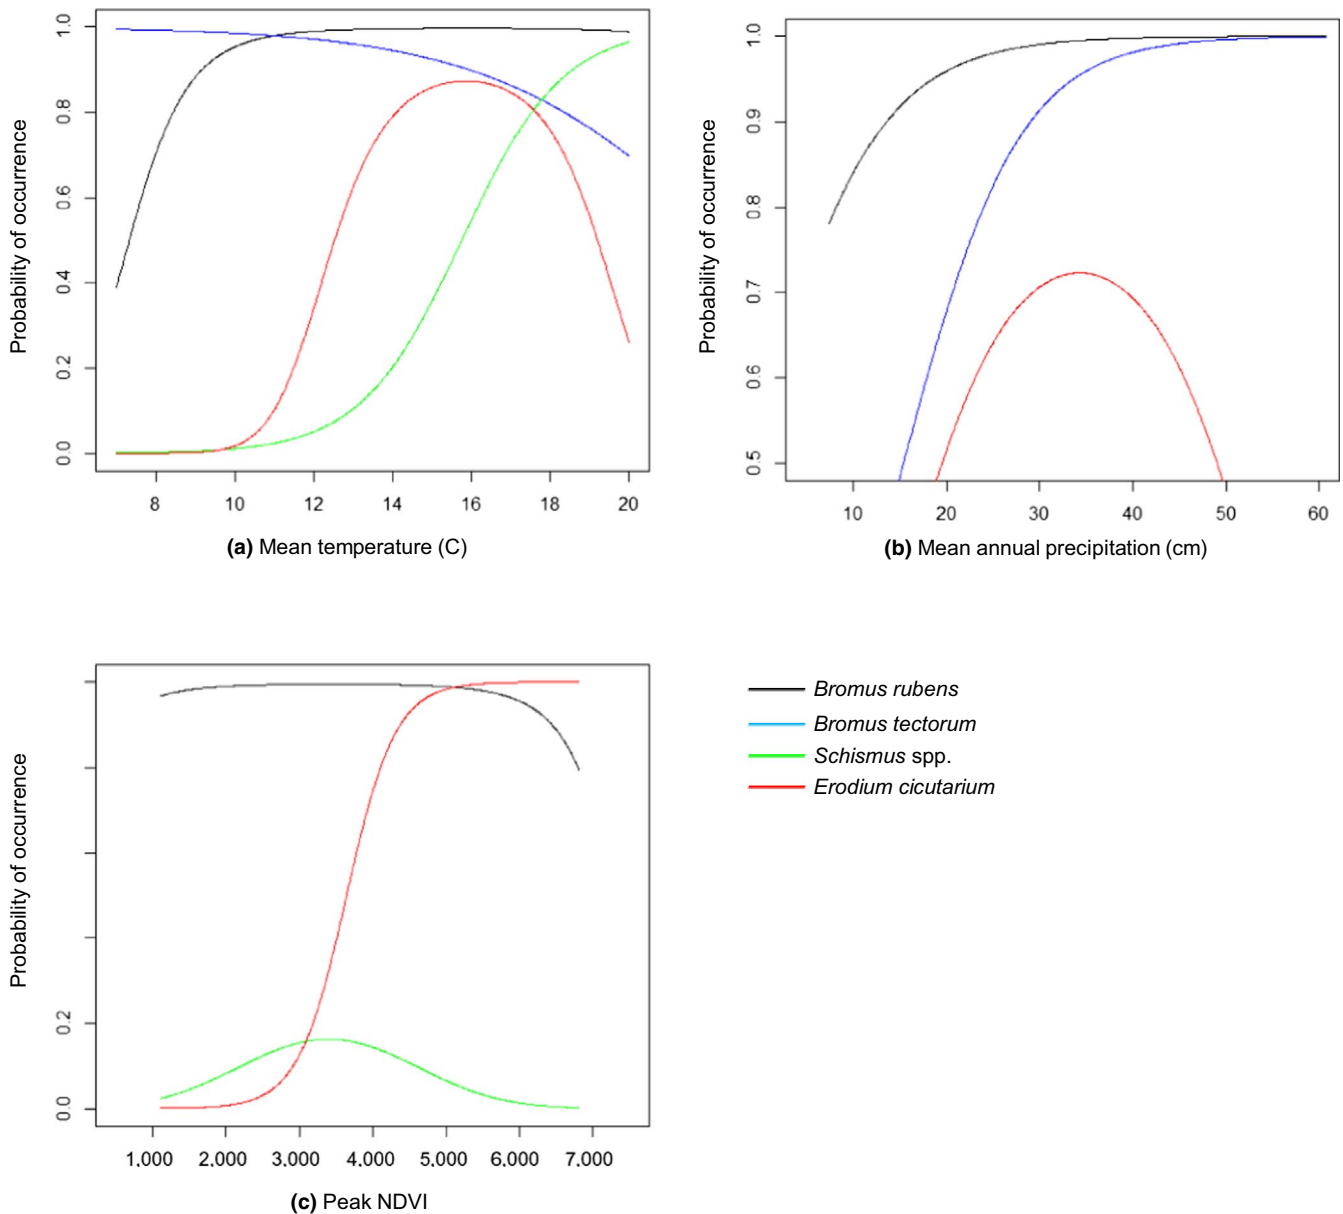 Probability of occurrence
1.0
0.8
0.6
0.4
0.2
0.0
8 10 12 14 16 18 20
(a) Mean temperature (C)
Probability of occurrence
1.0
0.9
0.8
0.7
0.6
0.5
10 20 30 40 50 60
(b) Mean annual precipitation (cm)
Probability of occurrence
0.2
0.0
1,000 2,000 3,000 4,000 5,000 6,000 7,000
(c) Peak NDVI
Bromus rubens
Bromus tectorum
Schismus spp.
Erodium cicutarium